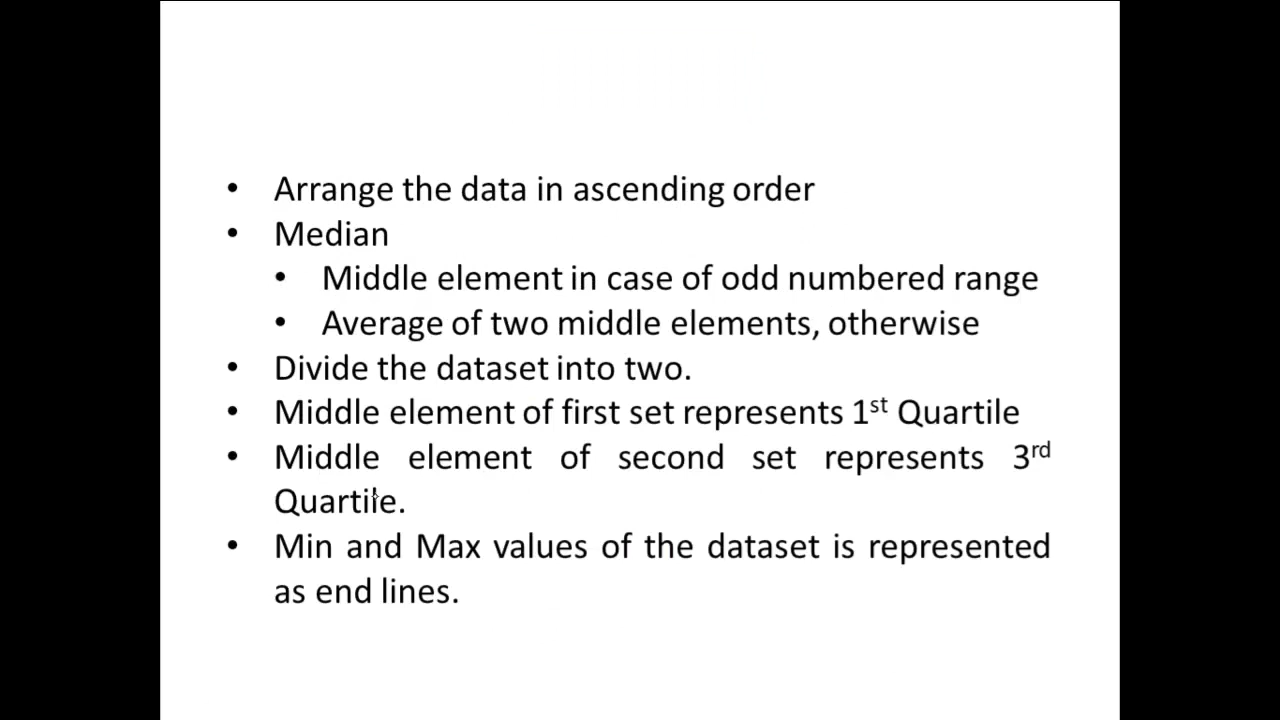 • Arrange the data in ascending order
• Median
• Middle element in case of odd numbered range
• Average of two middle elements, otherwise
• Divide the dataset into two.
• Middle element of first set represents 1st Quartile
• Middle element of second set represents 3rd
Quartile.
• Min and Max values of the dataset is represented
as end lines.